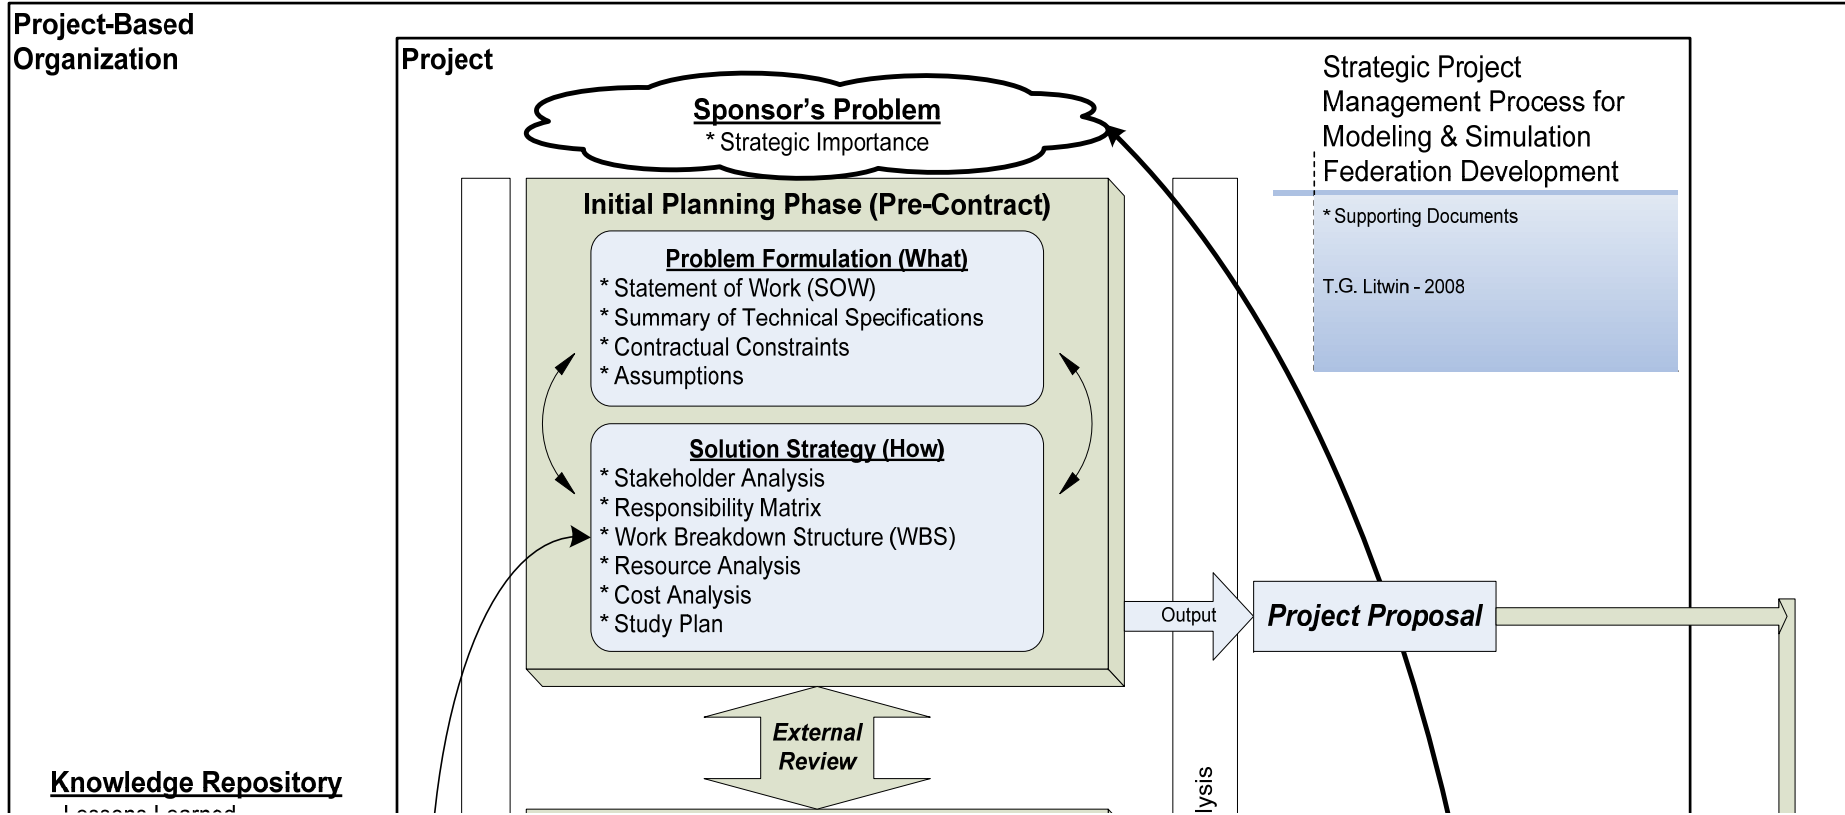 Project-Based
Organization
Project
Strategic Project
Management Process for
Modeling & Simulation
Federation Development
* Supporting Documents
T.G. Litwin - 2008
Sponsor's Problem
* Strategic Importance
Initial Planning Phase (Pre-Contract)
Problem Formulation (What)
* Statement of Work (SOW)
* Summary of Technical Specifications
* Contractual Constraints
* Assumptions
Solution Strategy (How)
* Stakeholder Analysis
* Responsibility Matrix
* Work Breakdown Structure (WBS)
* Resource Analysis
* Cost Analysis
* Study Plan
Output
Project Proposal
External
Review
Knowledge Repository
Lessons Learned
lysis